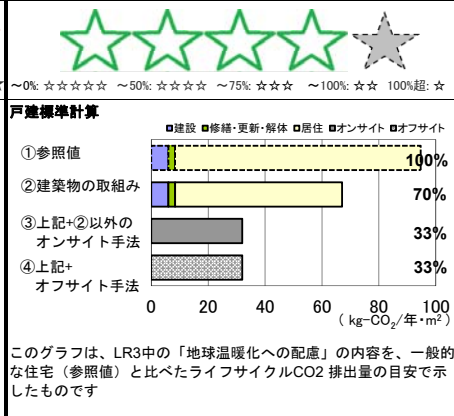 ~0%: ☆☆☆☆☆ ~50%: ☆☆☆☆ ~75%: ☆☆☆ ~100%: ☆☆ 100%超: ☆
戸建標準計算
建設 修繕・更新・解体 居住 オンサイト オフサイト
①参照値 100%
②建築物の取組み 70%
③上記+②以外の
オンサイト手法 33%
④上記+
オフサイト手法 33%
0 20 40 60 80 100
( kg-CO₂/年・m² )
このグラフは、LR3中の「地球温暖化への配慮」の内容を、一般的
な住宅(参照値)と比べたライフサイクルCO2 排出量の目安で示
したものです